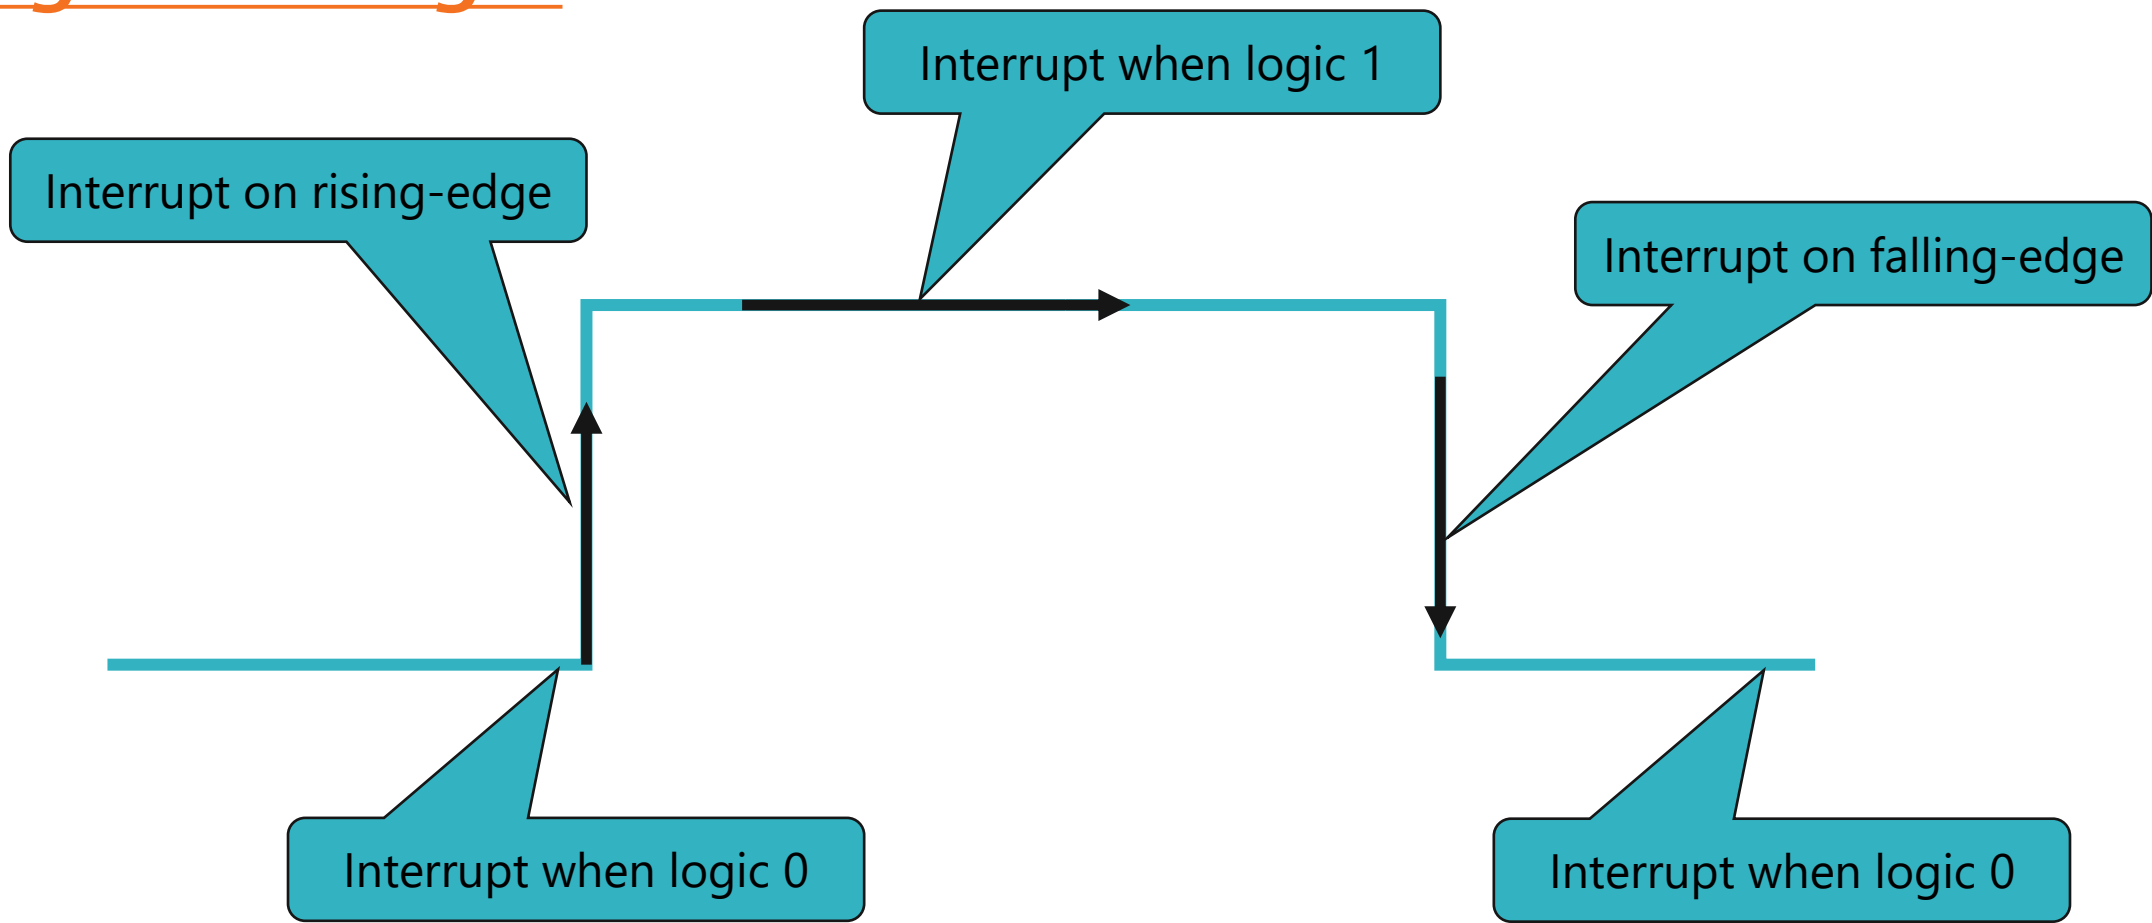 Interrupt when logic 1
Interrupt on rising-edge
Interrupt on falling-edge
Interrupt when logic 0
Interrupt when logic 0